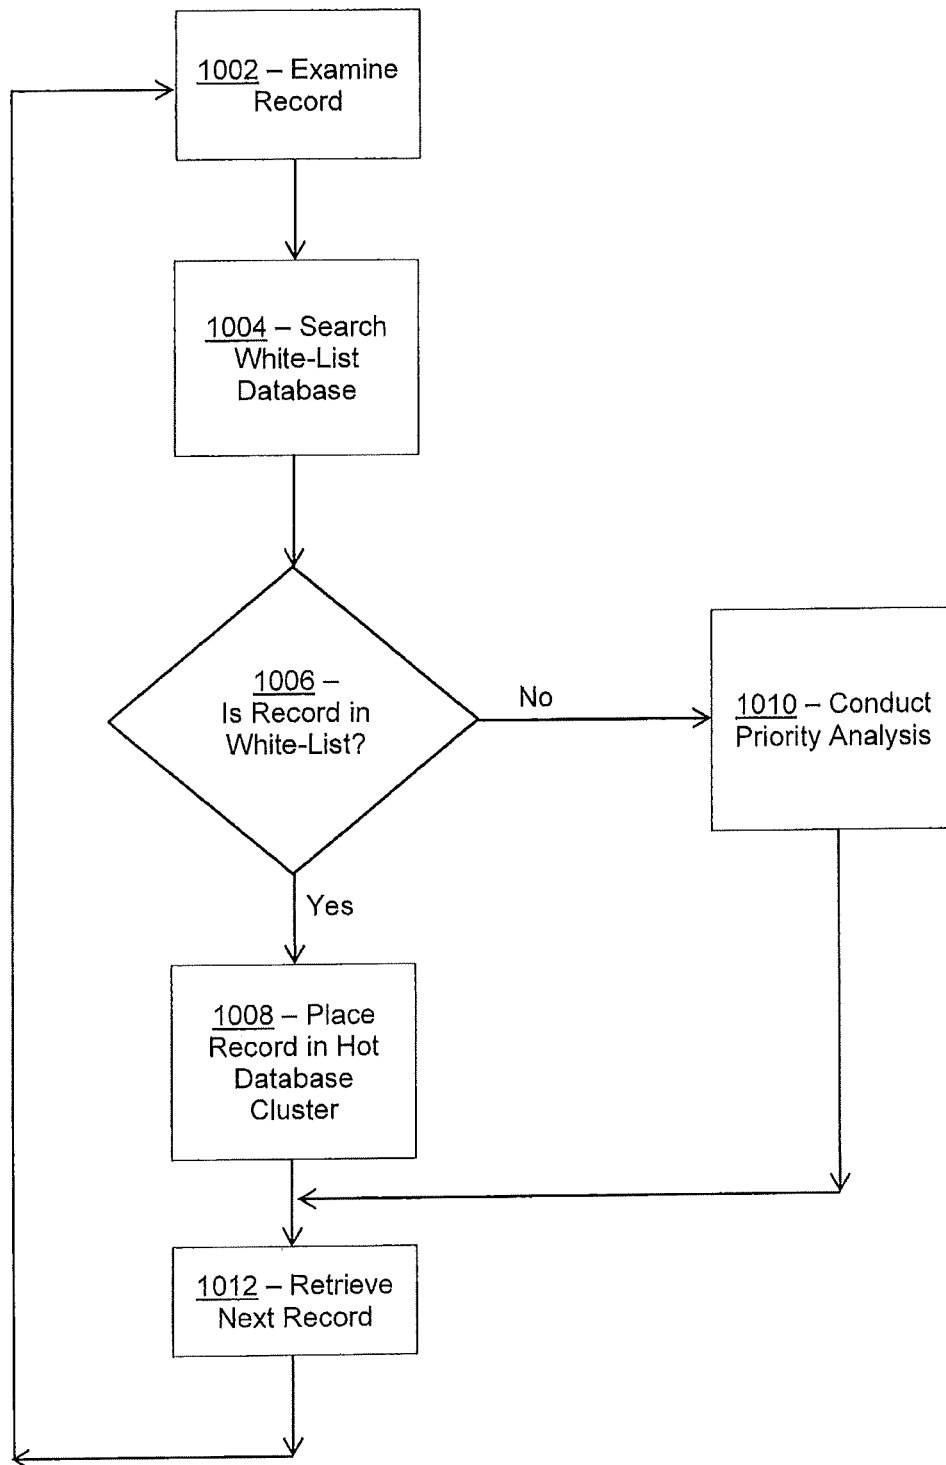 1002 – Examine
Record
1004 – Search
White-List
Database
1006 –
Is Record in
White-List?
No
1010 – Conduct
Priority Analysis
Yes
1008 – Place
Record in Hot
Database
Cluster
1012 – Retrieve
Next Record